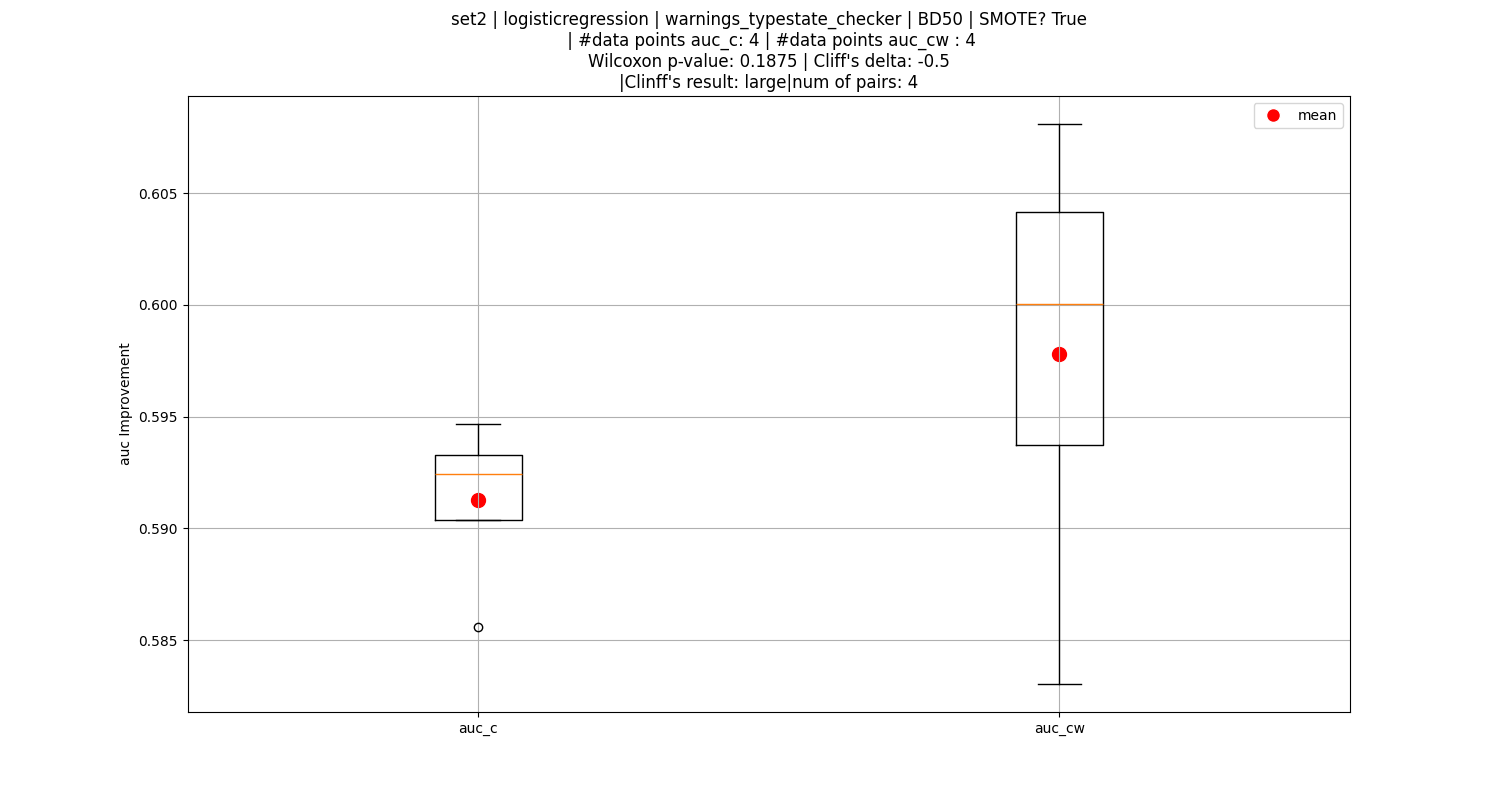 set2 | logisticregression | warnings_typestate_checker | BD50 | SMOTE? True
| #data points auc_c: 4 | #data points auc_cw : 4
Wilcoxon p-value: 0.1875 | Cliff's delta: -0.5
|Clinff's result: large|num of pairs: 4
mean
0.605
0.600
0.595
0.590
0.585
auc Improvement
auc_c
auc_cw